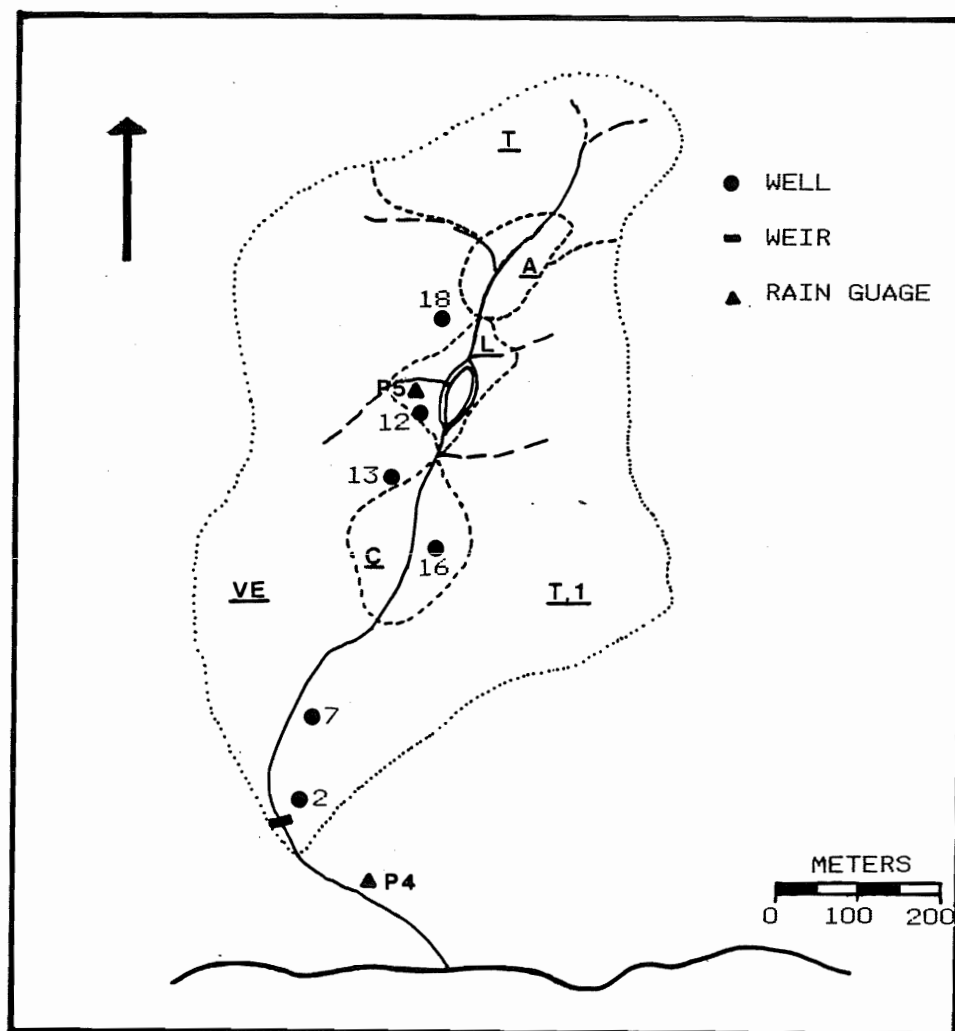 T
WELL
WEIR
A
RAIN GUAGE
18
L
P5
12
13
C
16
VE
T,1
7
2
METERS
P4
0 100 200